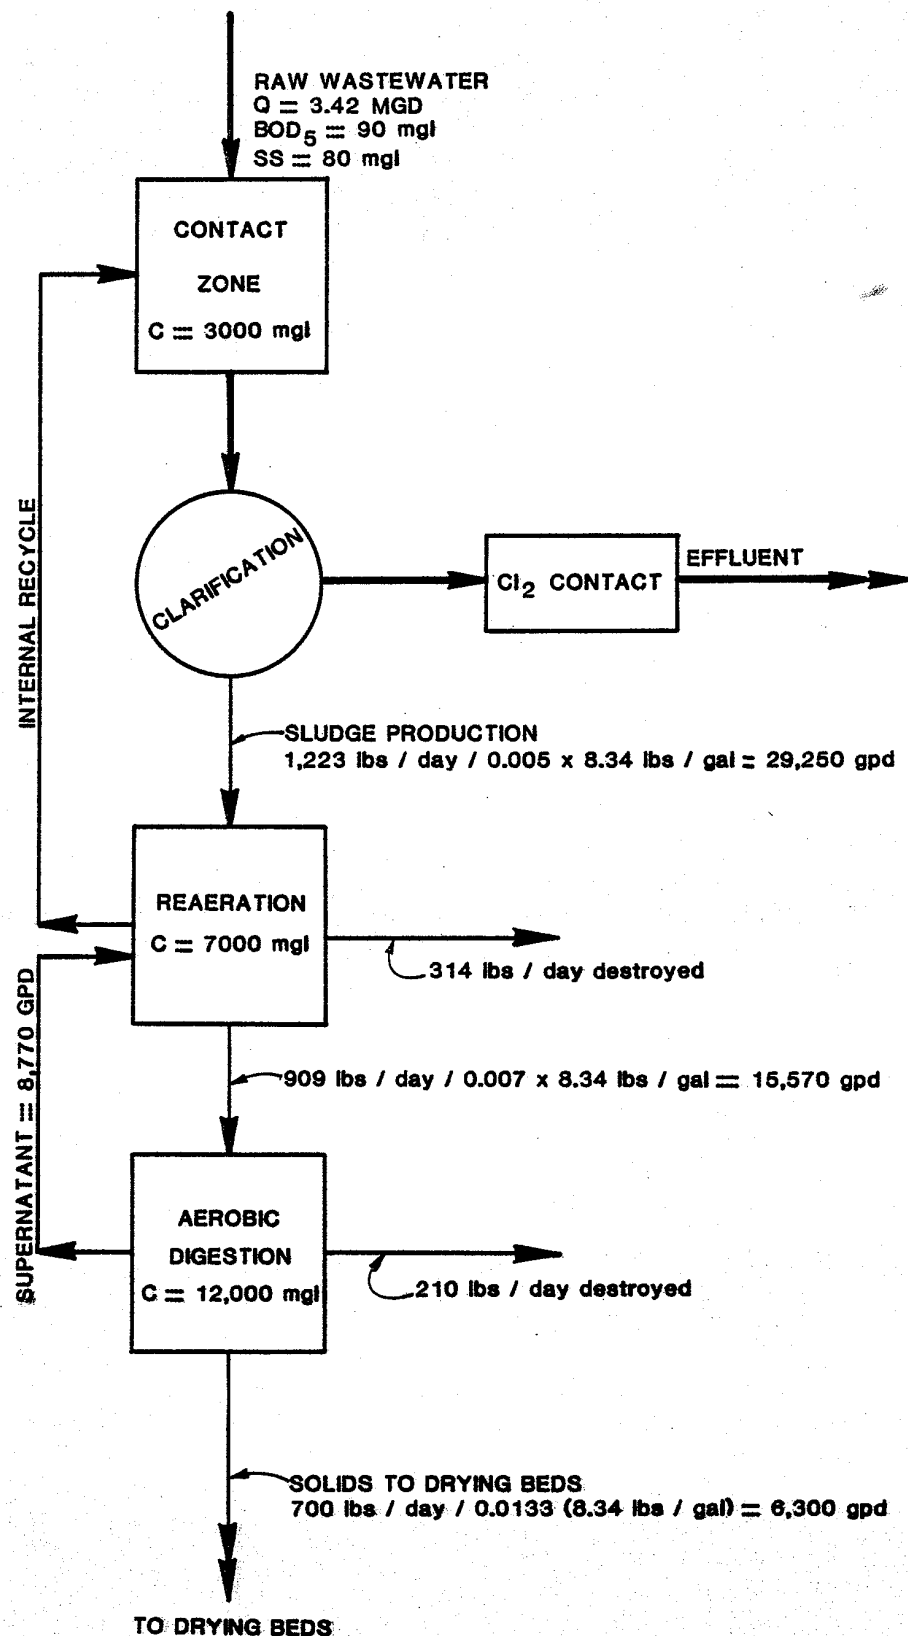 RAW WASTEWATER
Q = 3.42 MGD
BOD5 = 90 mgl
SS = 80 mgl
CONTACT
ZONE
C = 3000 mgl
INTERNAL RECYCLE
CLARIFICATION
Cl2 CONTACT
EFFLUENT
SLUDGE PRODUCTION
1,223 lbs / day / 0.005 x 8.34 lbs / gal = 29,250 gpd
REAERATION
C = 7000 mgl
314 lbs / day destroyed
SUPERNATANT = 8,770 GPD
909 lbs / day / 0.007 x 8.34 lbs / gal = 15,570 gpd
AEROBIC
DIGESTION
C = 12,000 mgl
210 lbs / day destroyed
SOLIDS TO DRYING BEDS
700 lbs / day / 0.0133 (8.34 lbs / gal) = 6,300 gpd
TO DRYING BEDS